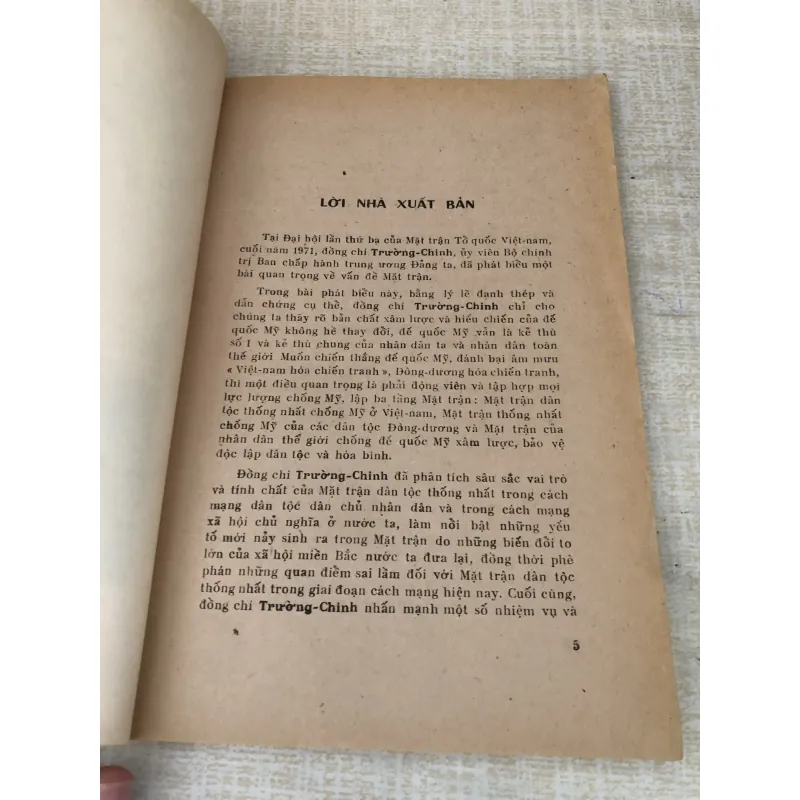 LỜI NHÀ XUẤT BẢN
Tại Đại hội lần thứ ba của Mặt trận Tổ quốc Việt-nam,
cuối năm 1971, đồng chí Trường-Chinh, ủy viên Bộ chính
trị Ban chấp hành trung ương Đảng ta, đã phát biểu một
bài quan trọng về vấn đề Mặt trận.
Trong bài phát biểu này, bằng lý lẽ đanh thép và
dẫn chứng cụ thể, đồng chí Trường-Chinh chỉ cho
chúng ta thấy rõ bản chất xâm lược và hiếu chiến của đế
quốc Mỹ không hề thay đổi, đế quốc Mỹ vẫn là kẻ thù
số 1 và kẻ thù chung của nhân dân ta và nhân dân toàn
thế giới Muốn chiến thắng đế quốc Mỹ, đánh bại âm mưu
« Việt-nam hóa chiến tranh », Đông-dương hóa chiến tranh,
thì một điều quan trọng là phải động viên và tập hợp mọi
lực lượng chống Mỹ, lập ba tầng Mặt trận: Mặt trận dân
tộc thống nhất chống Mỹ ở Việt-nam, Mặt trận thống nhất
chống Mỹ của các dân tộc Đông-dương và Mặt trận của
nhân dân thế giới chống đế quốc Mỹ xâm lược, bảo vệ
độc lập dân tộc và hòa bình.
Đồng chí Trường-Chinh đã phân tích sâu sắc vai trò
và tính chất của Mặt trận dân tộc thống nhất trong cách
mạng dân tộc dân chủ nhân dân và trong cách mạng
xã hội chủ nghĩa ở nước ta, làm nổi bật những yếu
tố mới nảy sinh ra trong Mặt trận do những biến đổi to
lớn của xã hội miền Bắc nước ta đưa lại, đồng thời phê
phán những quan điểm sai lầm đối với Mặt trận dân tộc
thống nhất trong giai đoạn cách mạng hiện nay. Cuối cùng,
đồng chí Trường-Chinh nhấn mạnh một số nhiệm vụ và
5